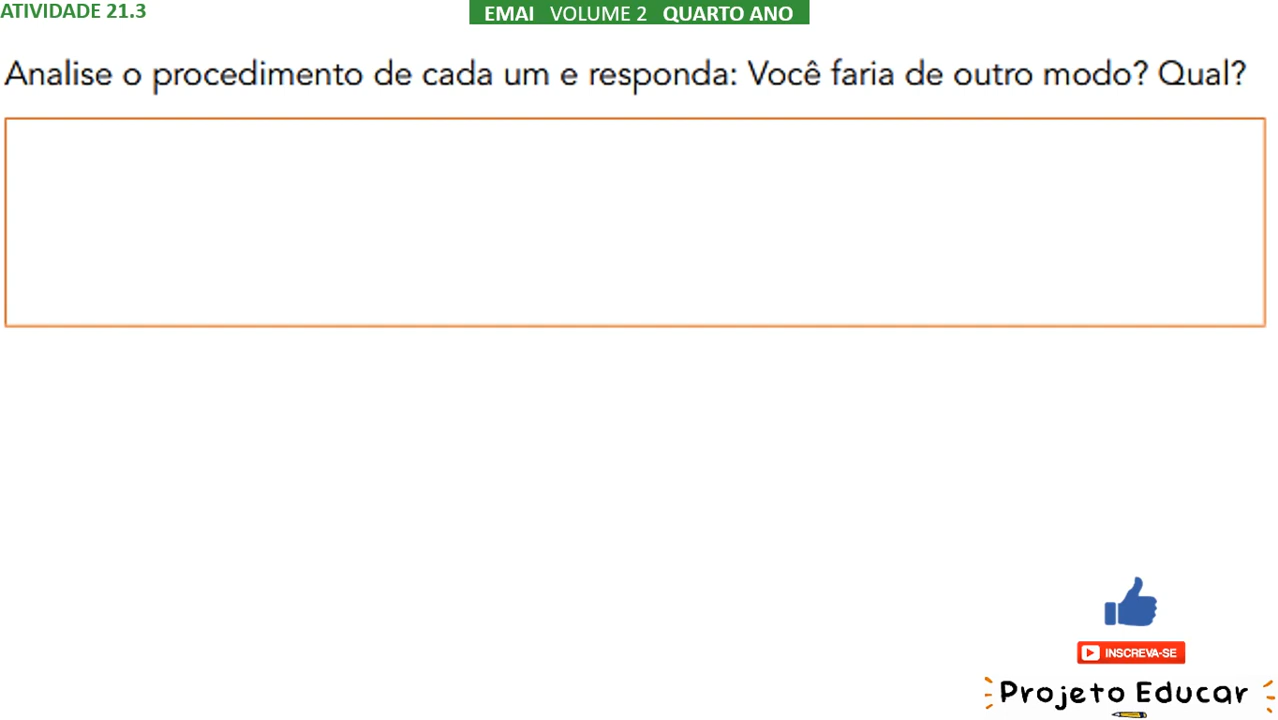 ATIVIDADE 21.3
EMAI VOLUME 2 QUARTO ANO
Analise o procedimento de cada um e responda: Você faria de outro modo? Qual?
INSCREVA-SE
Projeto Educar